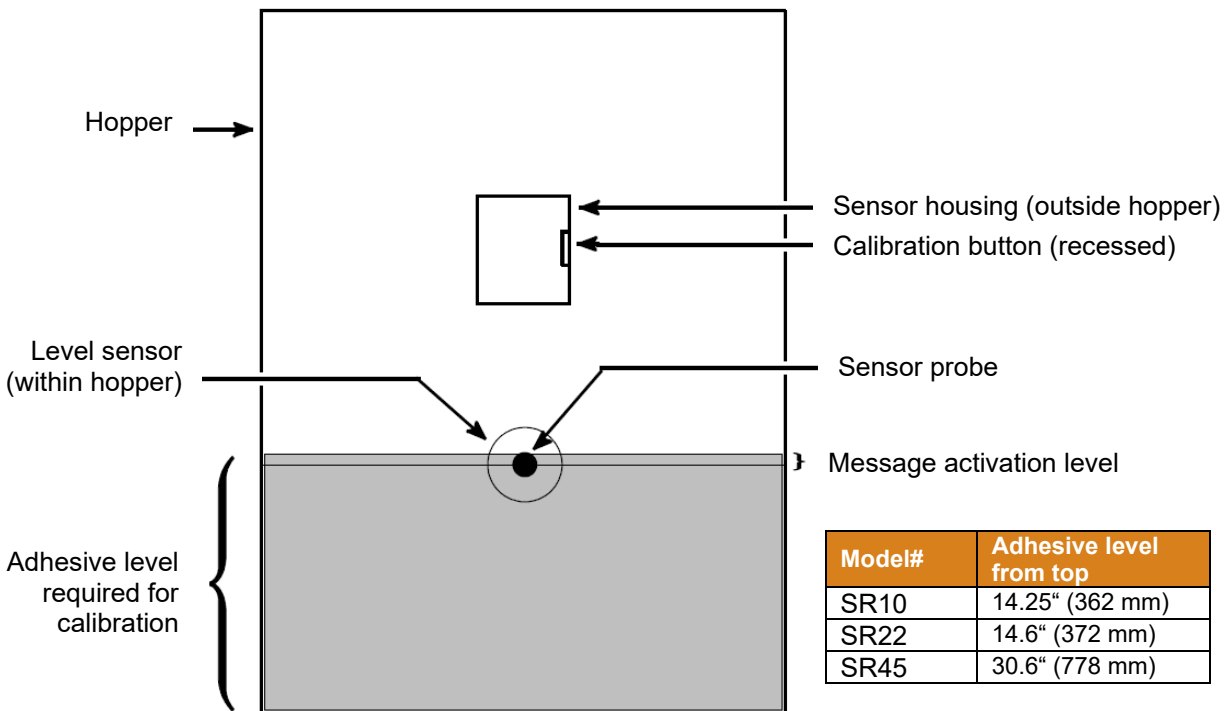 Hopper
Sensor housing (outside hopper)
Calibration button (recessed)
Level sensor
(within hopper)
Sensor probe
Message activation level
Adhesive level
required for
calibration
Model# Adhesive level
from top
SR10 14.25“ (362 mm)
SR22 14.6“ (372 mm)
SR45 30.6“ (778 mm)